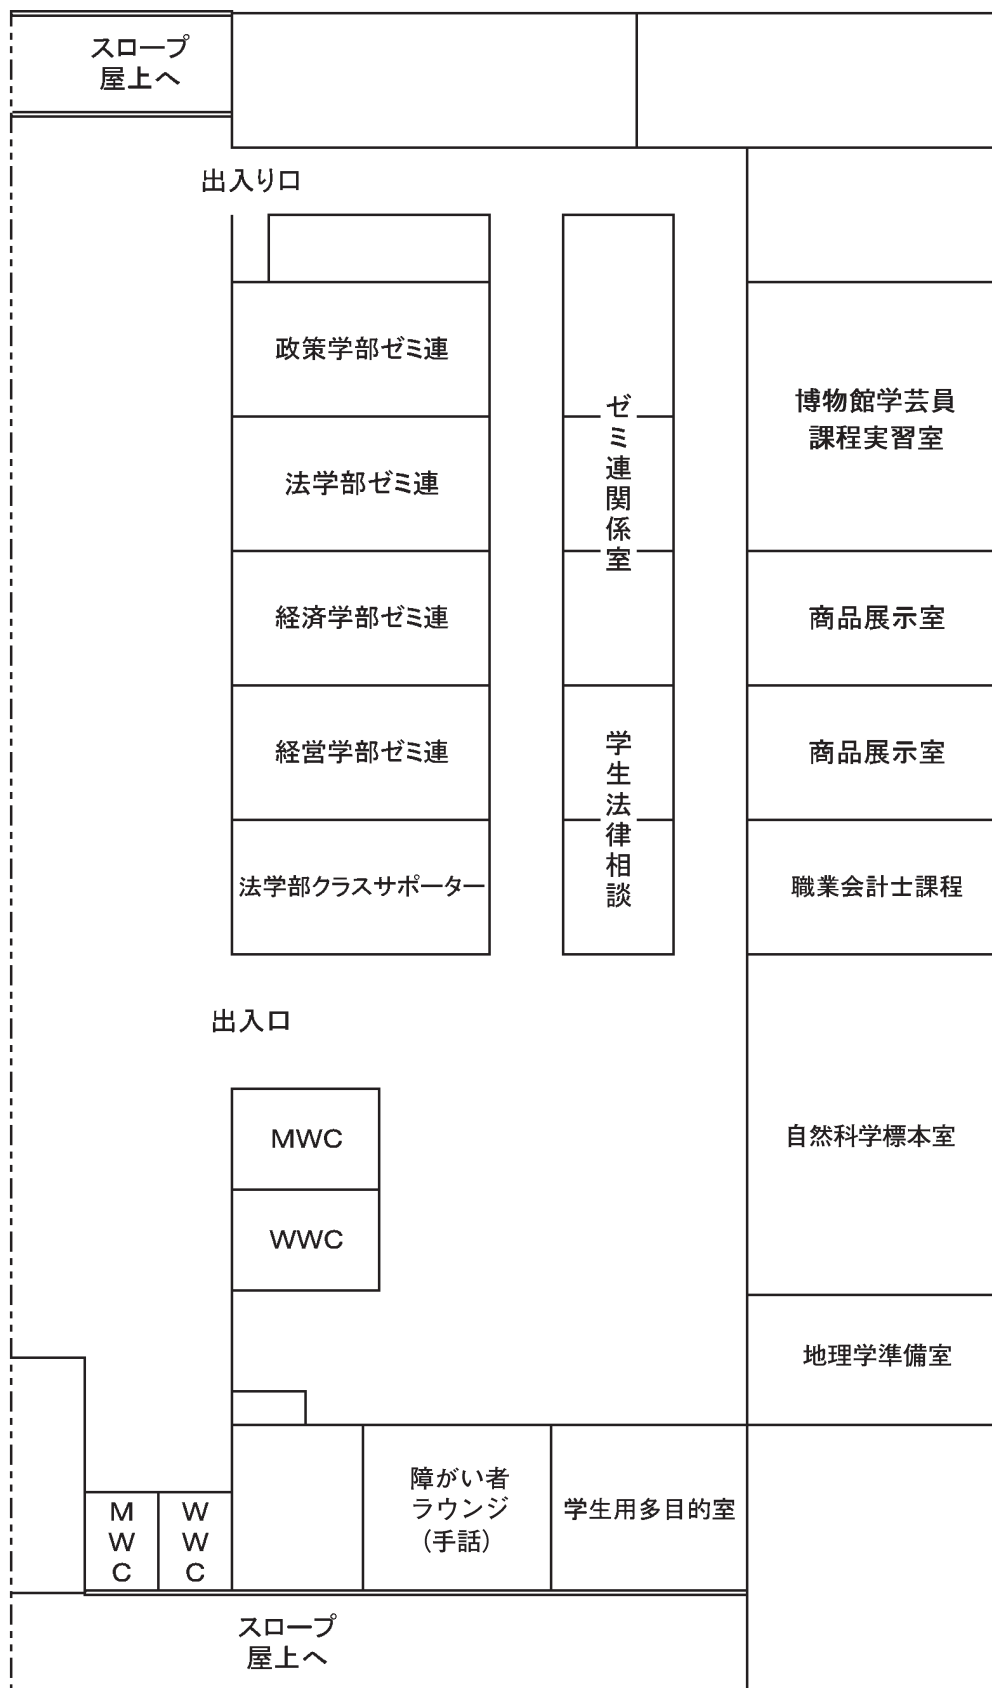 スロープ
屋上へ
出入り口
政策学部ゼミ連
法学部ゼミ連
経済学部ゼミ連
経営学部ゼミ連
法学部クラスサポーター
ゼミ連関係室
学生法律相談
博物館学芸員
課程実習室
商品展示室
商品展示室
職業会計士課程
出入口
MWC
WWC
自然科学標本室
地理学準備室
MWC
WWC
障がい者
ラウンジ
(手話)
学生用多目的室
スロープ
屋上へ